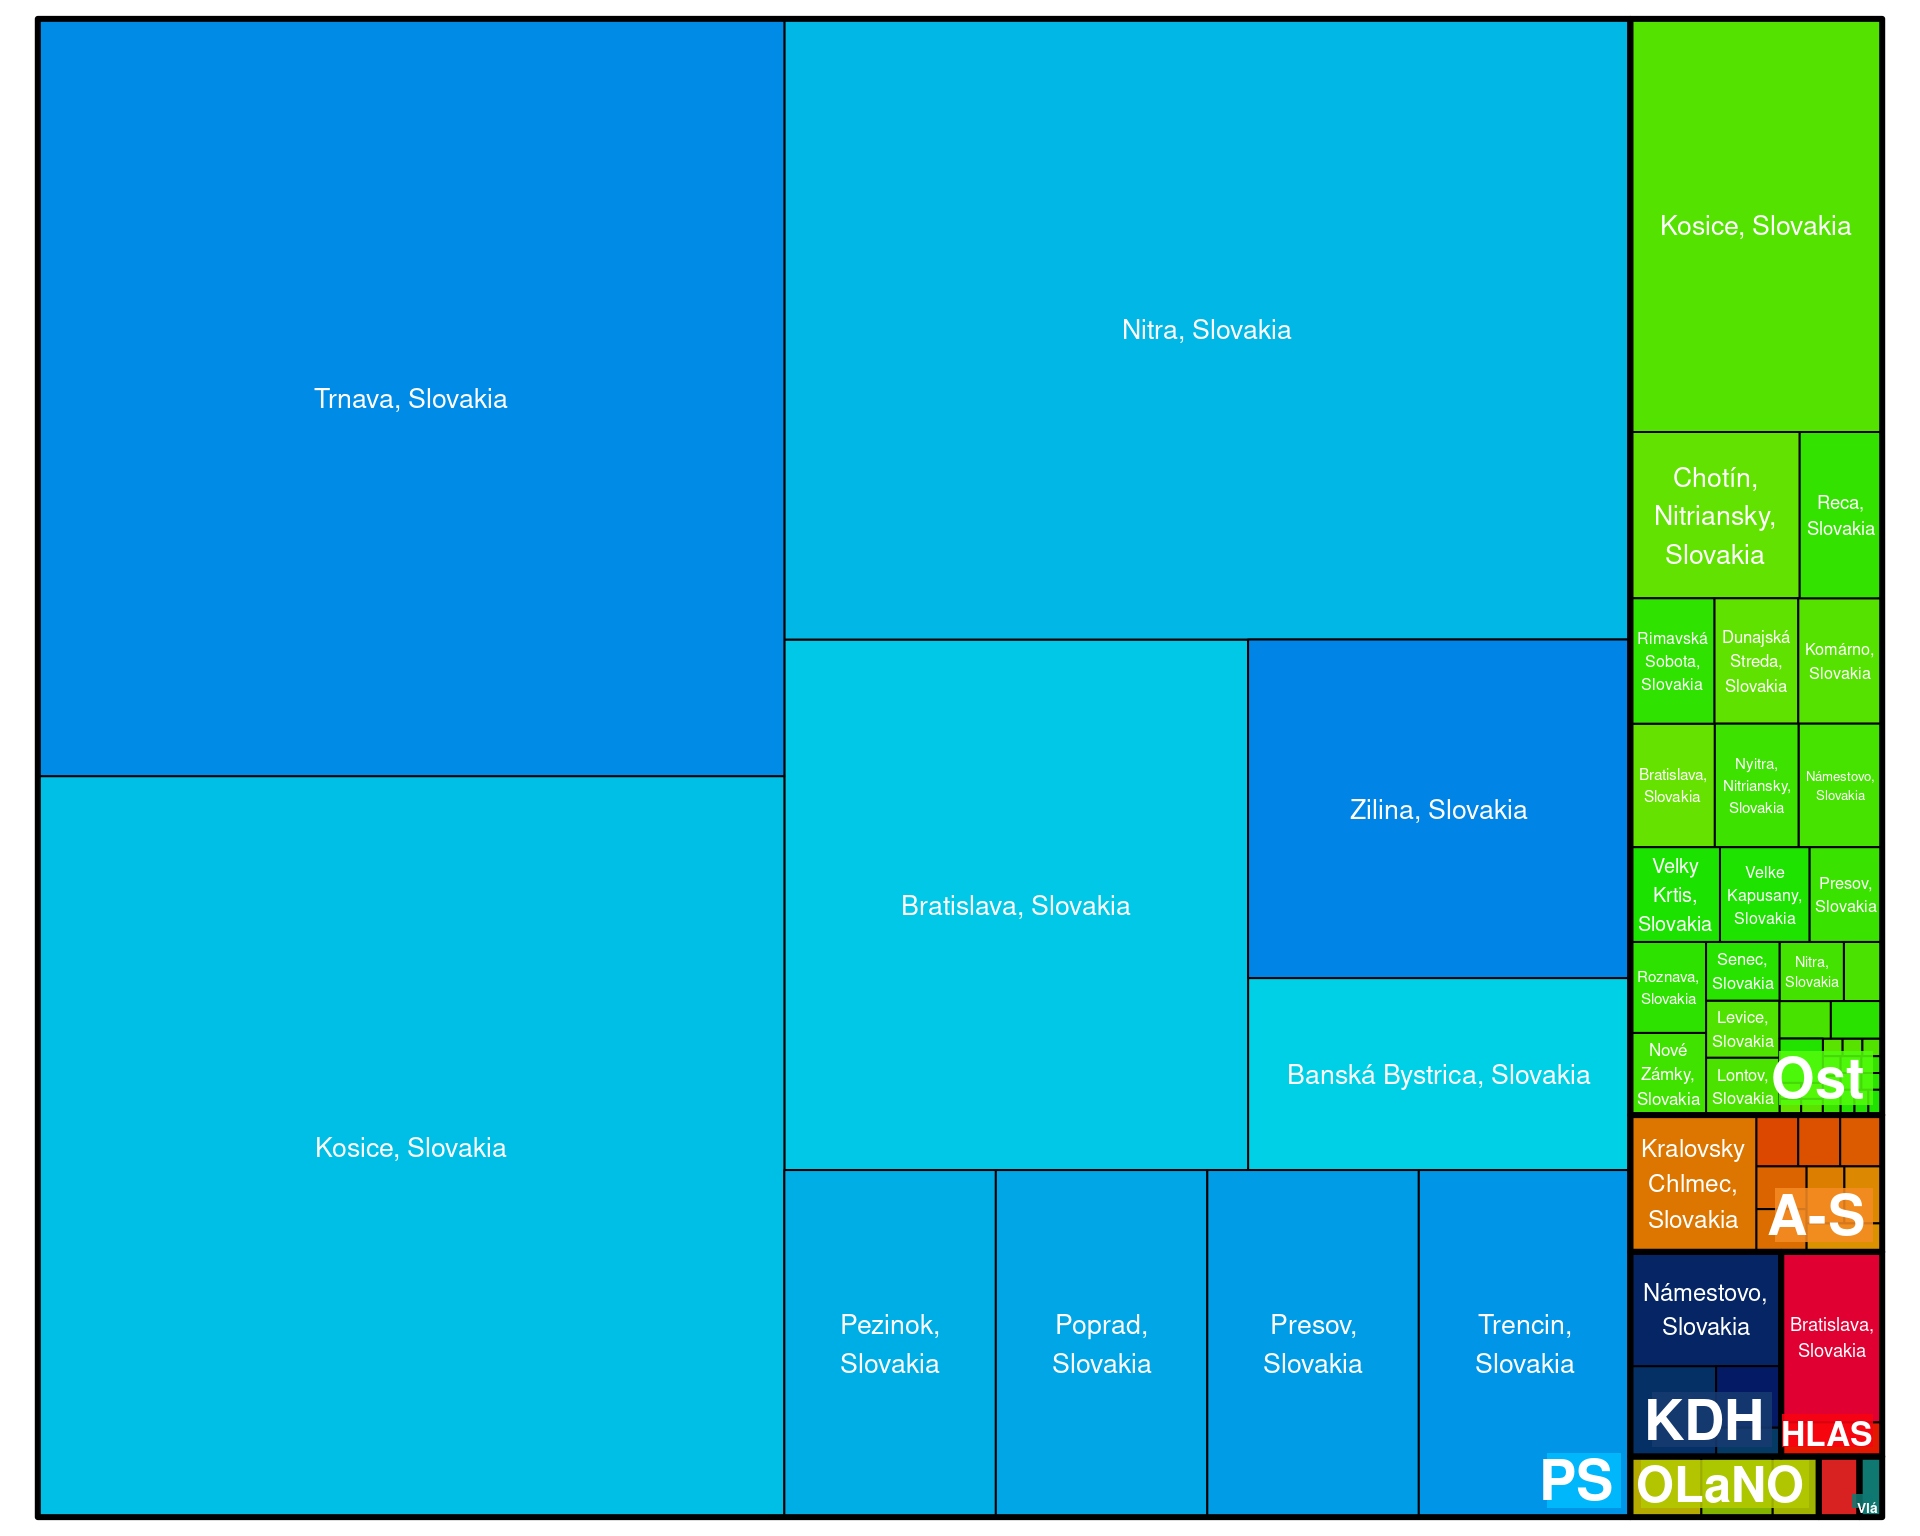 Trnava, Slovakia
Kosice, Slovakia
Nitra, Slovakia
Bratislava, Slovakia
Zilina, Slovakia
Banská Bystrica, Slovakia
Pezinok,
Slovakia
Poprad,
Slovakia
Presov,
Slovakia
Trencin,
Slovakia
PS
Kosice, Slovakia
Chotín,
Nitriansky,
Slovakia
Reca,
Slovakia
Rimavská
Sobota,
Slovakia
Dunajská
Streda,
Slovakia
Komárno,
Slovakia
Bratislava,
Slovakia
Nyitra,
Nitriansky,
Slovakia
Námestovo,
Slovakia
Velky
Krtis,
Slovakia
Velke
Kapusany,
Slovakia
Presov,
Slovakia
Roznava,
Slovakia
Senec,
Slovakia
Nitra,
Slovakia
Levice,
Slovakia
Nové
Zámky,
Slovakia
Lontov,
Slovakia
Ost
Kralovsky
Chlmec,
Slovakia
A-S
Námestovo,
Slovakia
KDH
Bratislava,
Slovakia
HLAS
OLaNO
Vlá